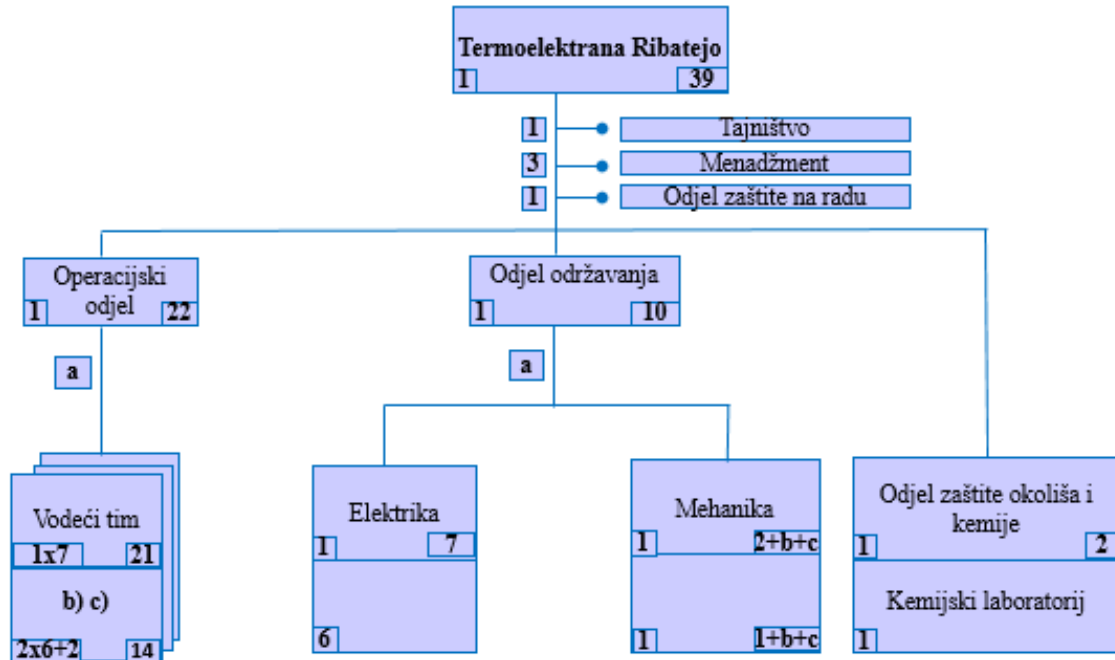 Termoelektrana Ribatejo
1 39
1 Tajništvo
3 Menadžment
1 Odjel zaštite na radu
Operacijski
odjel
1 22
Odjel održavanja
1 10
a
a
Vodeći tim
1x7 21
b) c)
2x6+2 14
Elektrika
1 7
6
Mehanika
1 2+b+c
1 1+b+c
Odjel zaštite okoliša i
kemije
1 2
Kemijski laboratorij
1